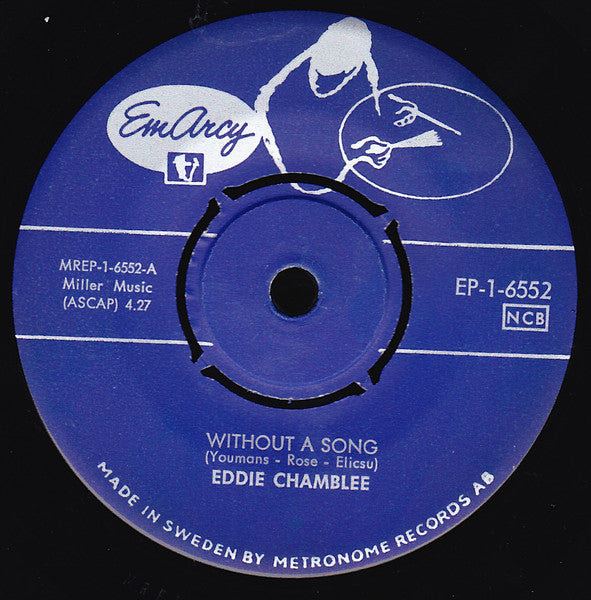 EmArcy
MREP-1-6552-A
Miller Music
(ASCAP) 4.27
EP-1-6552
NCB
WITHOUT A SONG
(Youmans - Rose - Elicsu)
EDDIE CHAMBLEE
MADE IN SWEDEN BY METRONOME RECORDS AB